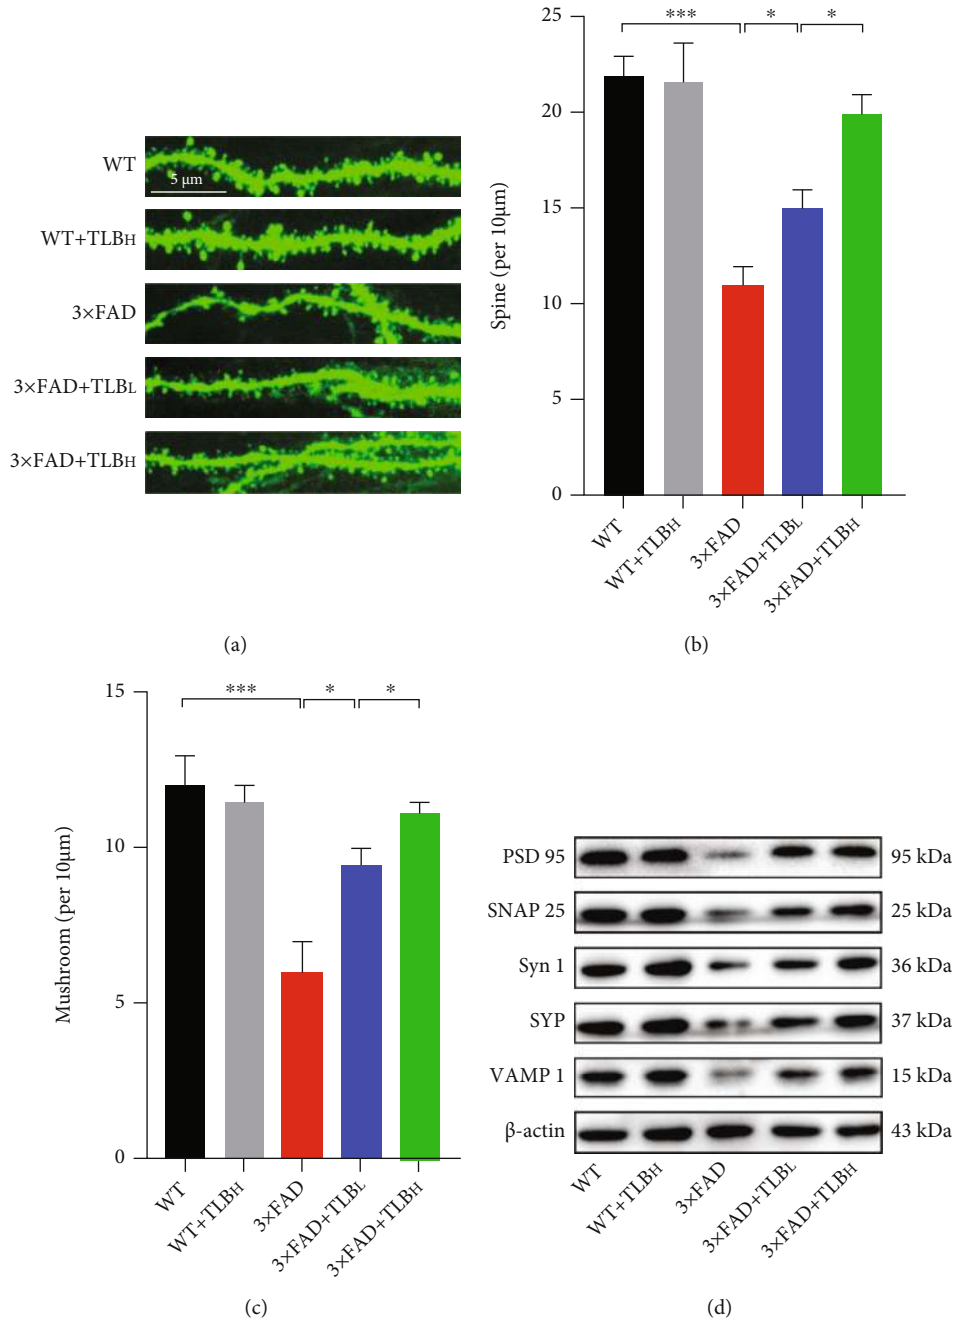 WT
5 μm
WT+TLBH
3×FAD
3×FAD+TLBL
3×FAD+TLBH
(a)
25
20
15
10
5
0
Spine (per 10μm)
*** * *
WT
WT+TLBH
3×FAD
3×FAD+TLBL
3×FAD+TLBH
(b)
15
10
5
0
Mushroom (per 10μm)
*** * *
WT
WT+TLBH
3×FAD
3×FAD+TLBL
3×FAD+TLBH
(c)
PSD 95 95 kDa
SNAP 25 25 kDa
Syn 1 36 kDa
SYP 37 kDa
VAMP 1 15 kDa
β-actin 43 kDa
WT
WT+TLBH
3×FAD
3×FAD+TLBL
3×FAD+TLBH
(d)